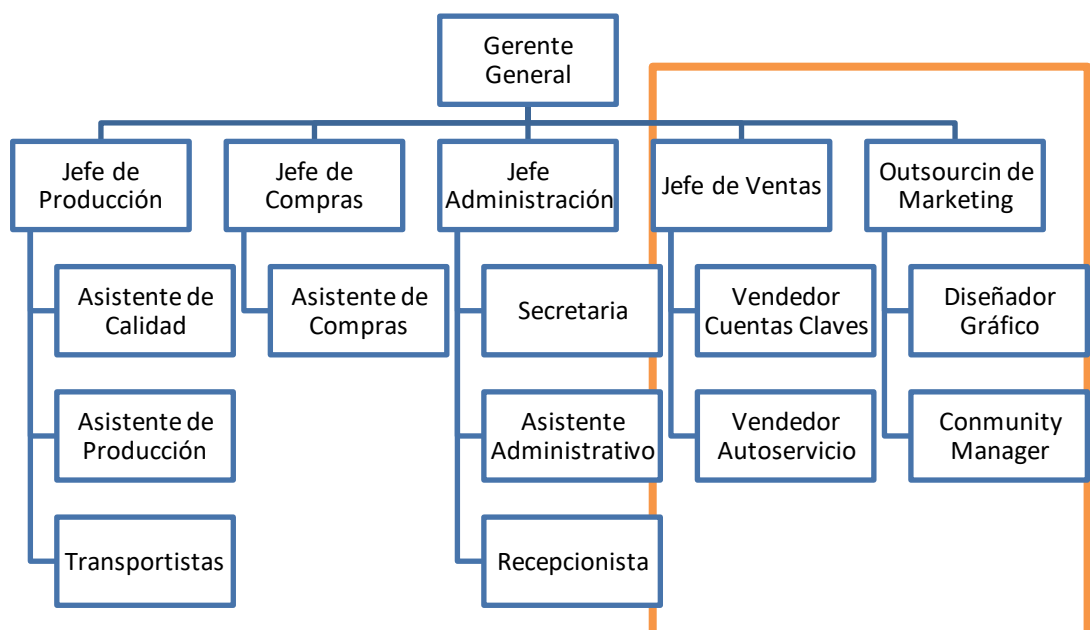 Gerente
General
Jefe de
Producción
Jefe de
Compras
Jefe
Administración
Jefe de Ventas
Outsourcin de
Marketing
Asistente de
Calidad
Asistente de
Compras
Secretaria
Vendedor
Cuentas Claves
Diseñador
Gráfico
Asistente de
Producción
Asistente
Administrativo
Vendedor
Autoservicio
Conmunity
Manager
Transportistas
Recepcionista